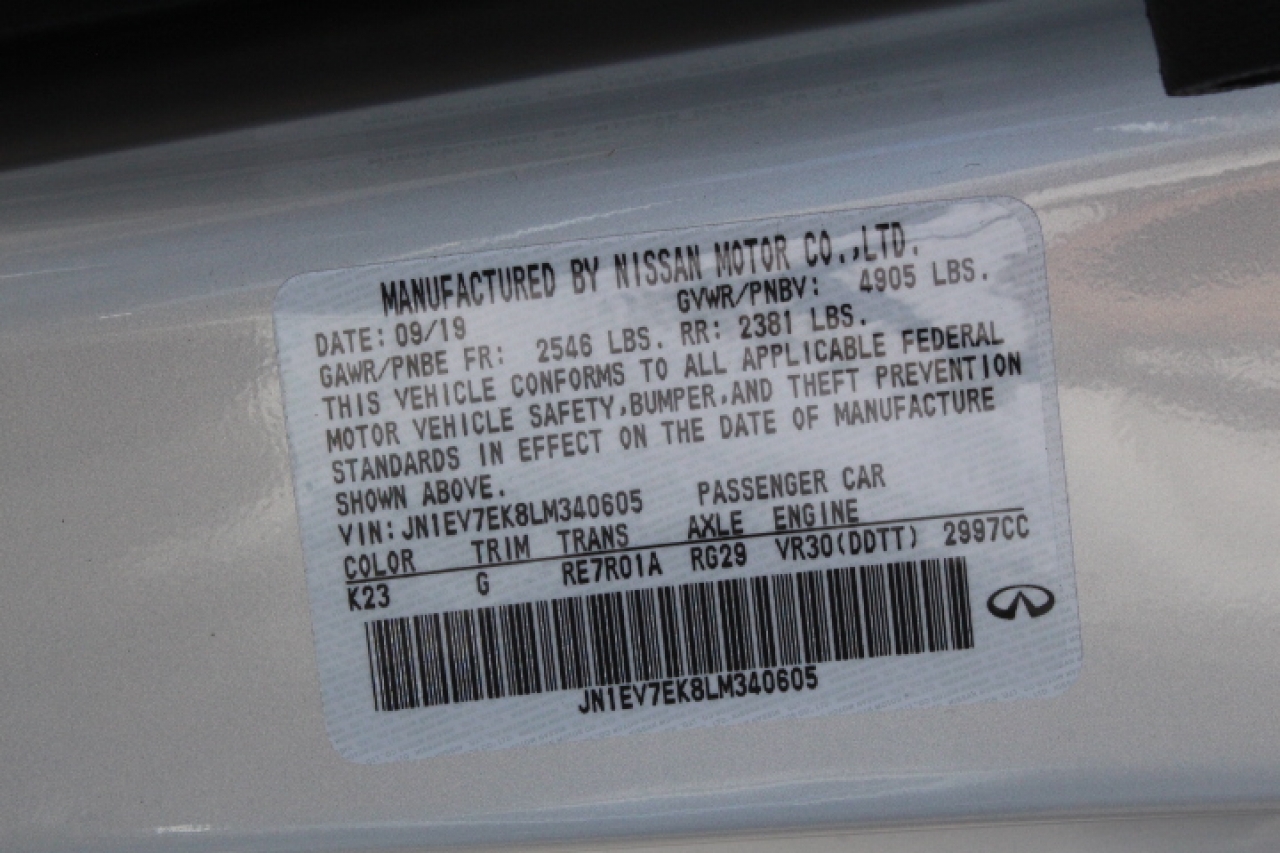 MANUFACTURED BY NISSAN MOTOR CO.,LTD.
DATE: 09/19 GVWR/PNBV: 4905 LBS.
GAWR/PNBE FR: 2546 LBS. RR: 2381 LBS.
THIS VEHICLE CONFORMS TO ALL APPLICABLE FEDERAL
MOTOR VEHICLE SAFETY,BUMPER,AND THEFT PREVENTION
STANDARDS IN EFFECT ON THE DATE OF MANUFACTURE
SHOWN ABOVE.
VIN: JN1EV7EK8LM340605 PASSENGER CAR
COLOR TRIM TRANS AXLE ENGINE
K23 G RE7R01A RG29 VR30(DDTT) 2997CC
JN1EV7EK8LM340605